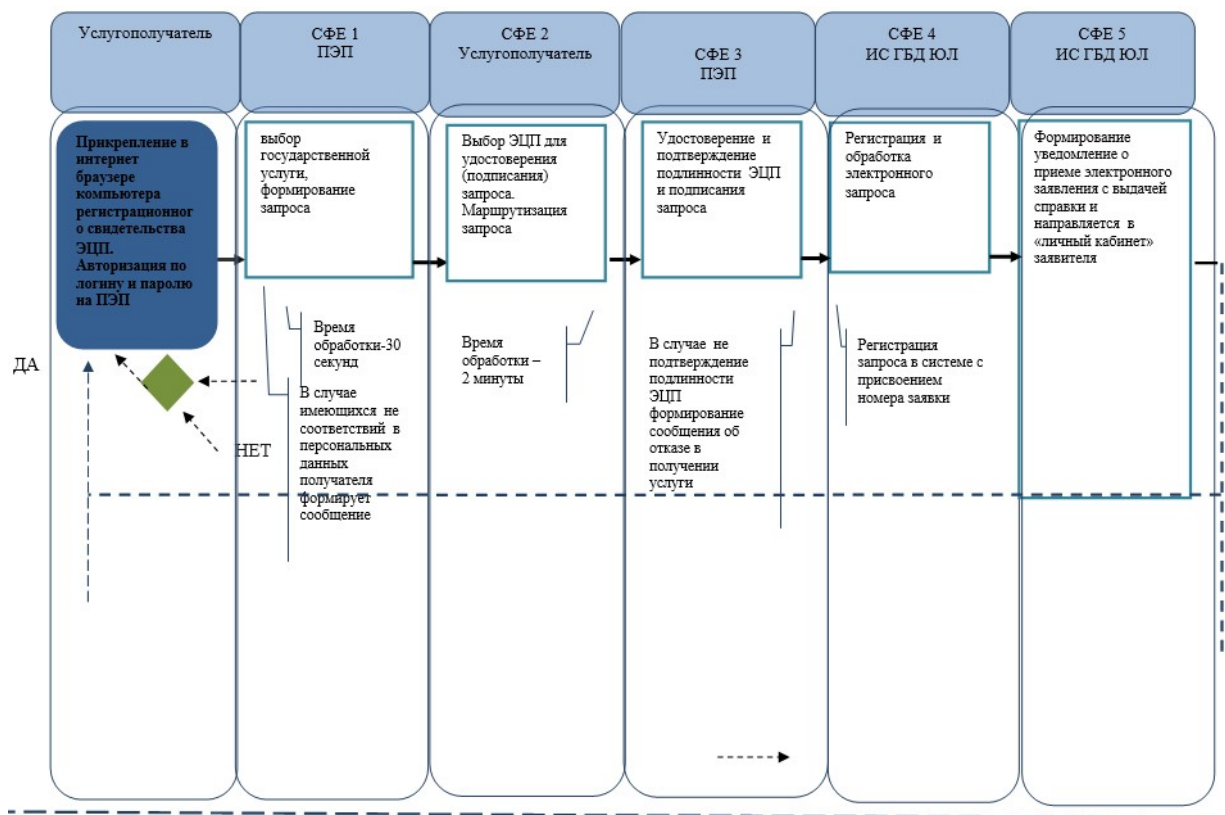 Услугополучатель
СФЕ 1
ПЭП
СФЕ 2
Услугополучатель
СФЕ 3
ПЭП
СФЕ 4
ИС ГБД ЮЛ
СФЕ 5
ИС ГБД ЮЛ
Прикрепление в
интернет
браузере
компьютера
регистрационног
о свидетельства
ЭЦП.
Авторизация по
логину и паролю
на ПЭП
выбор
государственной
услуги,
формирование
запроса
Выбор ЭЦП для
удостоверения
(подписания)
запроса.
Маршрутизация
запроса
Удостоверение и
подтверждение
подлинности ЭЦП
и подписания
запроса
Регистрация и
обработка
электронного
запроса
Формирование
уведомление о
приеме электронного
заявления с выдачей
справки и
направляется в
«личный кабинет»
заявителя
ДА
НЕТ
Время
обработки-30
секунд
В случае
имеющихся не
соответствий в
персональных
данных
получателя
формирует
сообщение
Время
обработки –
2 минуты
В случае не
подтверждение
подлинности
ЭЦП
формирование
сообщения об
отказе в
получении
услуги
Регистрация
запроса в системе с
присвоением
номера заявки